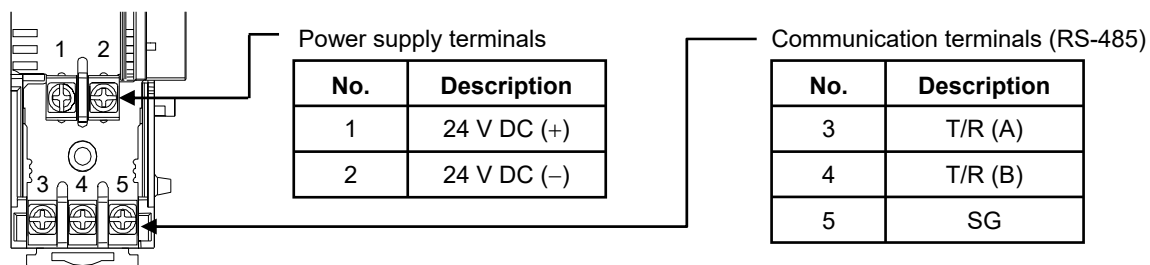 1 2
3 4 5
Power supply terminals
No. Description
1 24 V DC (+)
2 24 V DC (−)
Communication terminals (RS-485)
No. Description
3 T/R (A)
4 T/R (B)
5 SG